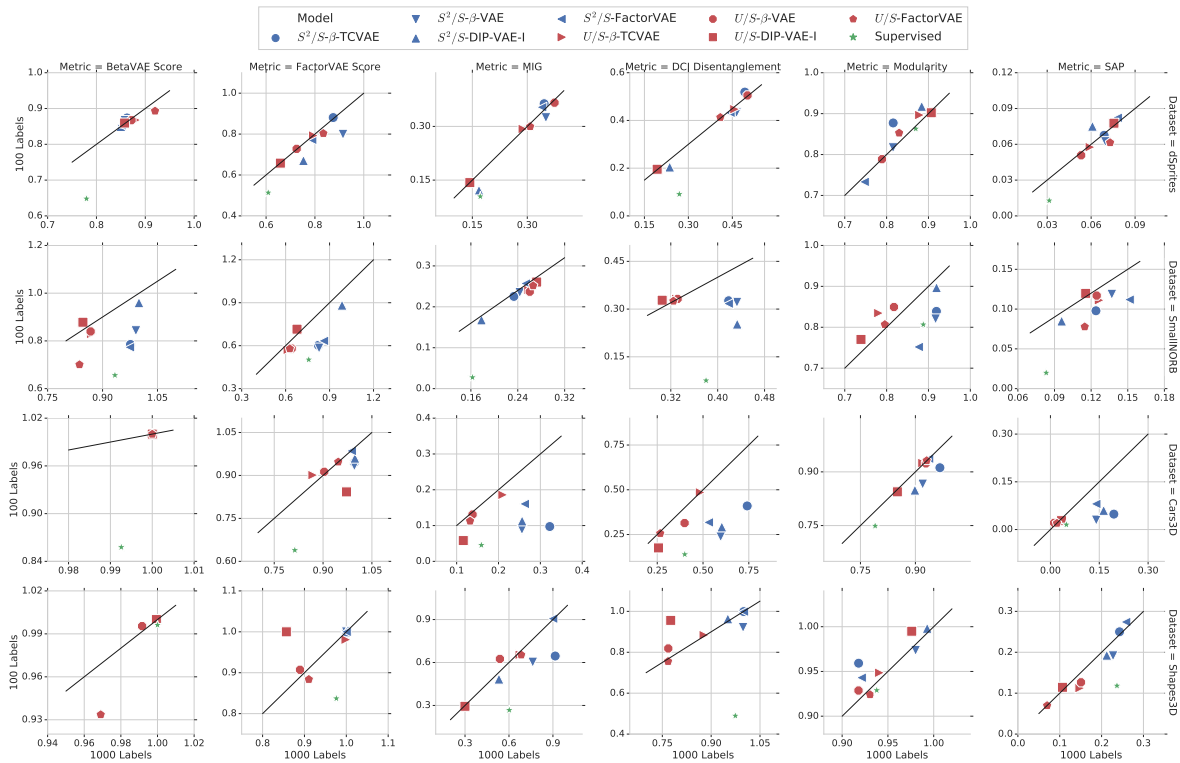 Model
S²/S-β-VAE
S²/S-FactorVAE
U/S-β-VAE
U/S-FactorVAE
S²/S-β-TCVAE
S²/S-DIP-VAE-I
U/S-β-TCVAE
U/S-DIP-VAE-I
Supervised
Metric = BetaVAE Score
Metric = FactorVAE Score
Metric = MIG
Metric = DCI Disentanglement
Metric = Modularity
Metric = SAP
100 Labels
1.0
0.9
0.8
0.7
0.6
0.7 0.8 0.9 1.0
1.0
0.8
0.6
0.4
0.6 0.8 1.0
0.30
0.15
0.15 0.30
0.6
0.4
0.2
0.0
0.15 0.30 0.45
1.0
0.9
0.8
0.7
0.7 0.8 0.9 1.0
0.12
0.09
0.06
0.03
0.00
0.03 0.06 0.09
Dataset = dSprites
100 Labels
1.2
1.0
0.8
0.6
0.75 0.90 1.05
1.2
0.9
0.6
0.3
0.3 0.6 0.9 1.2
0.3
0.2
0.1
0.0
0.16 0.24 0.32
0.45
0.30
0.15
0.32 0.40 0.48
1.0
0.9
0.8
0.7
0.7 0.8 0.9 1.0
0.15
0.10
0.05
0.00
0.06 0.09 0.12 0.15 0.18
Dataset = SmallNORB
100 Labels
1.02
0.96
0.90
0.84
0.98 1.00 1.02
1.05
0.90
0.75
0.60
0.75 0.90 1.05
0.4
0.3
0.2
0.1
0.0
0.1 0.2 0.3 0.4
0.75
0.50
0.25
0.25 0.50 0.75
0.90
0.75
0.75 0.90
0.30
0.15
0.00
0.00 0.15 0.30
Dataset = Cars3D
100 Labels
1.02
0.99
0.96
0.93
0.94 0.96 0.98 1.00 1.02
1000 Labels
1.1
1.0
0.9
0.8
0.8 0.9 1.0 1.1
1000 Labels
0.9
0.6
0.3
0.3 0.6 0.9
1000 Labels
1.0
0.8
0.6
0.4
0.75 0.90 1.05
1000 Labels
1.00
0.95
0.90
0.90 0.95 1.00
1000 Labels
0.3
0.2
0.1
0.0
0.0 0.1 0.2 0.3
1000 Labels
Dataset = Shapes3D